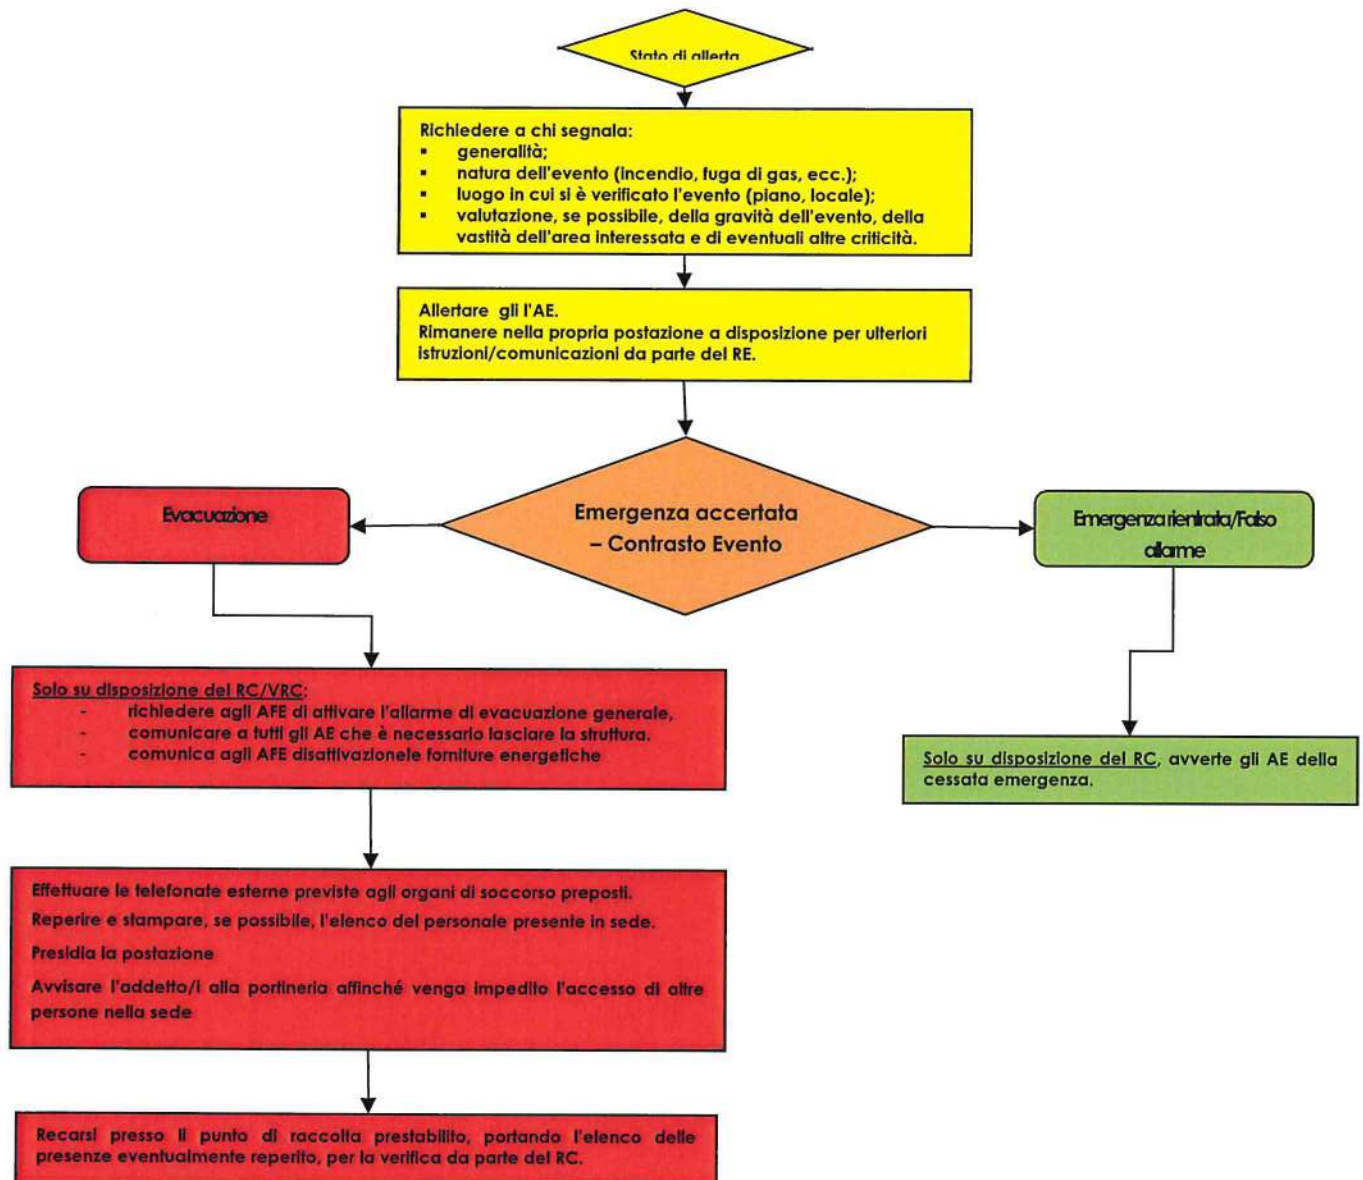 Stato di allerta
Richiedere a chi segnala:
▪ generalità;
▪ natura dell'evento (incendio, fuga di gas, ecc.);
▪ luogo in cui si è verificato l'evento (piano, locale);
▪ valutazione, se possibile, della gravità dell'evento, della
vastità dell'area interessata e di eventuali altre criticità.
Allertare gli l'AE.
Rimanere nella propria postazione a disposizione per ulteriori
istruzioni/comunicazioni da parte del RE.
Emergenza accertata
– Contrasto Evento
Evacuazione
Emergenza rientrata/Falso
allarme
Solo su disposizione del RC/VRC:
- richiedere agli AFE di attivare l'allarme di evacuazione generale,
- comunicare a tutti gli AE che è necessario lasciare la struttura.
- comunica agli AFE disattivazionele forniture energetiche
Solo su disposizione del RC, avverte gli AE della
cessata emergenza.
Effettuare le telefonate esterne previste agli organi di soccorso preposti.
Reperire e stampare, se possibile, l'elenco del personale presente in sede.
Presidia la postazione
Avvisare l'addetto/i alla portineria affinché venga impedito l'accesso di altre
persone nella sede
Recarsi presso il punto di raccolta prestabilito, portando l'elenco delle
presenze eventualmente reperito, per la verifica da parte del RC.